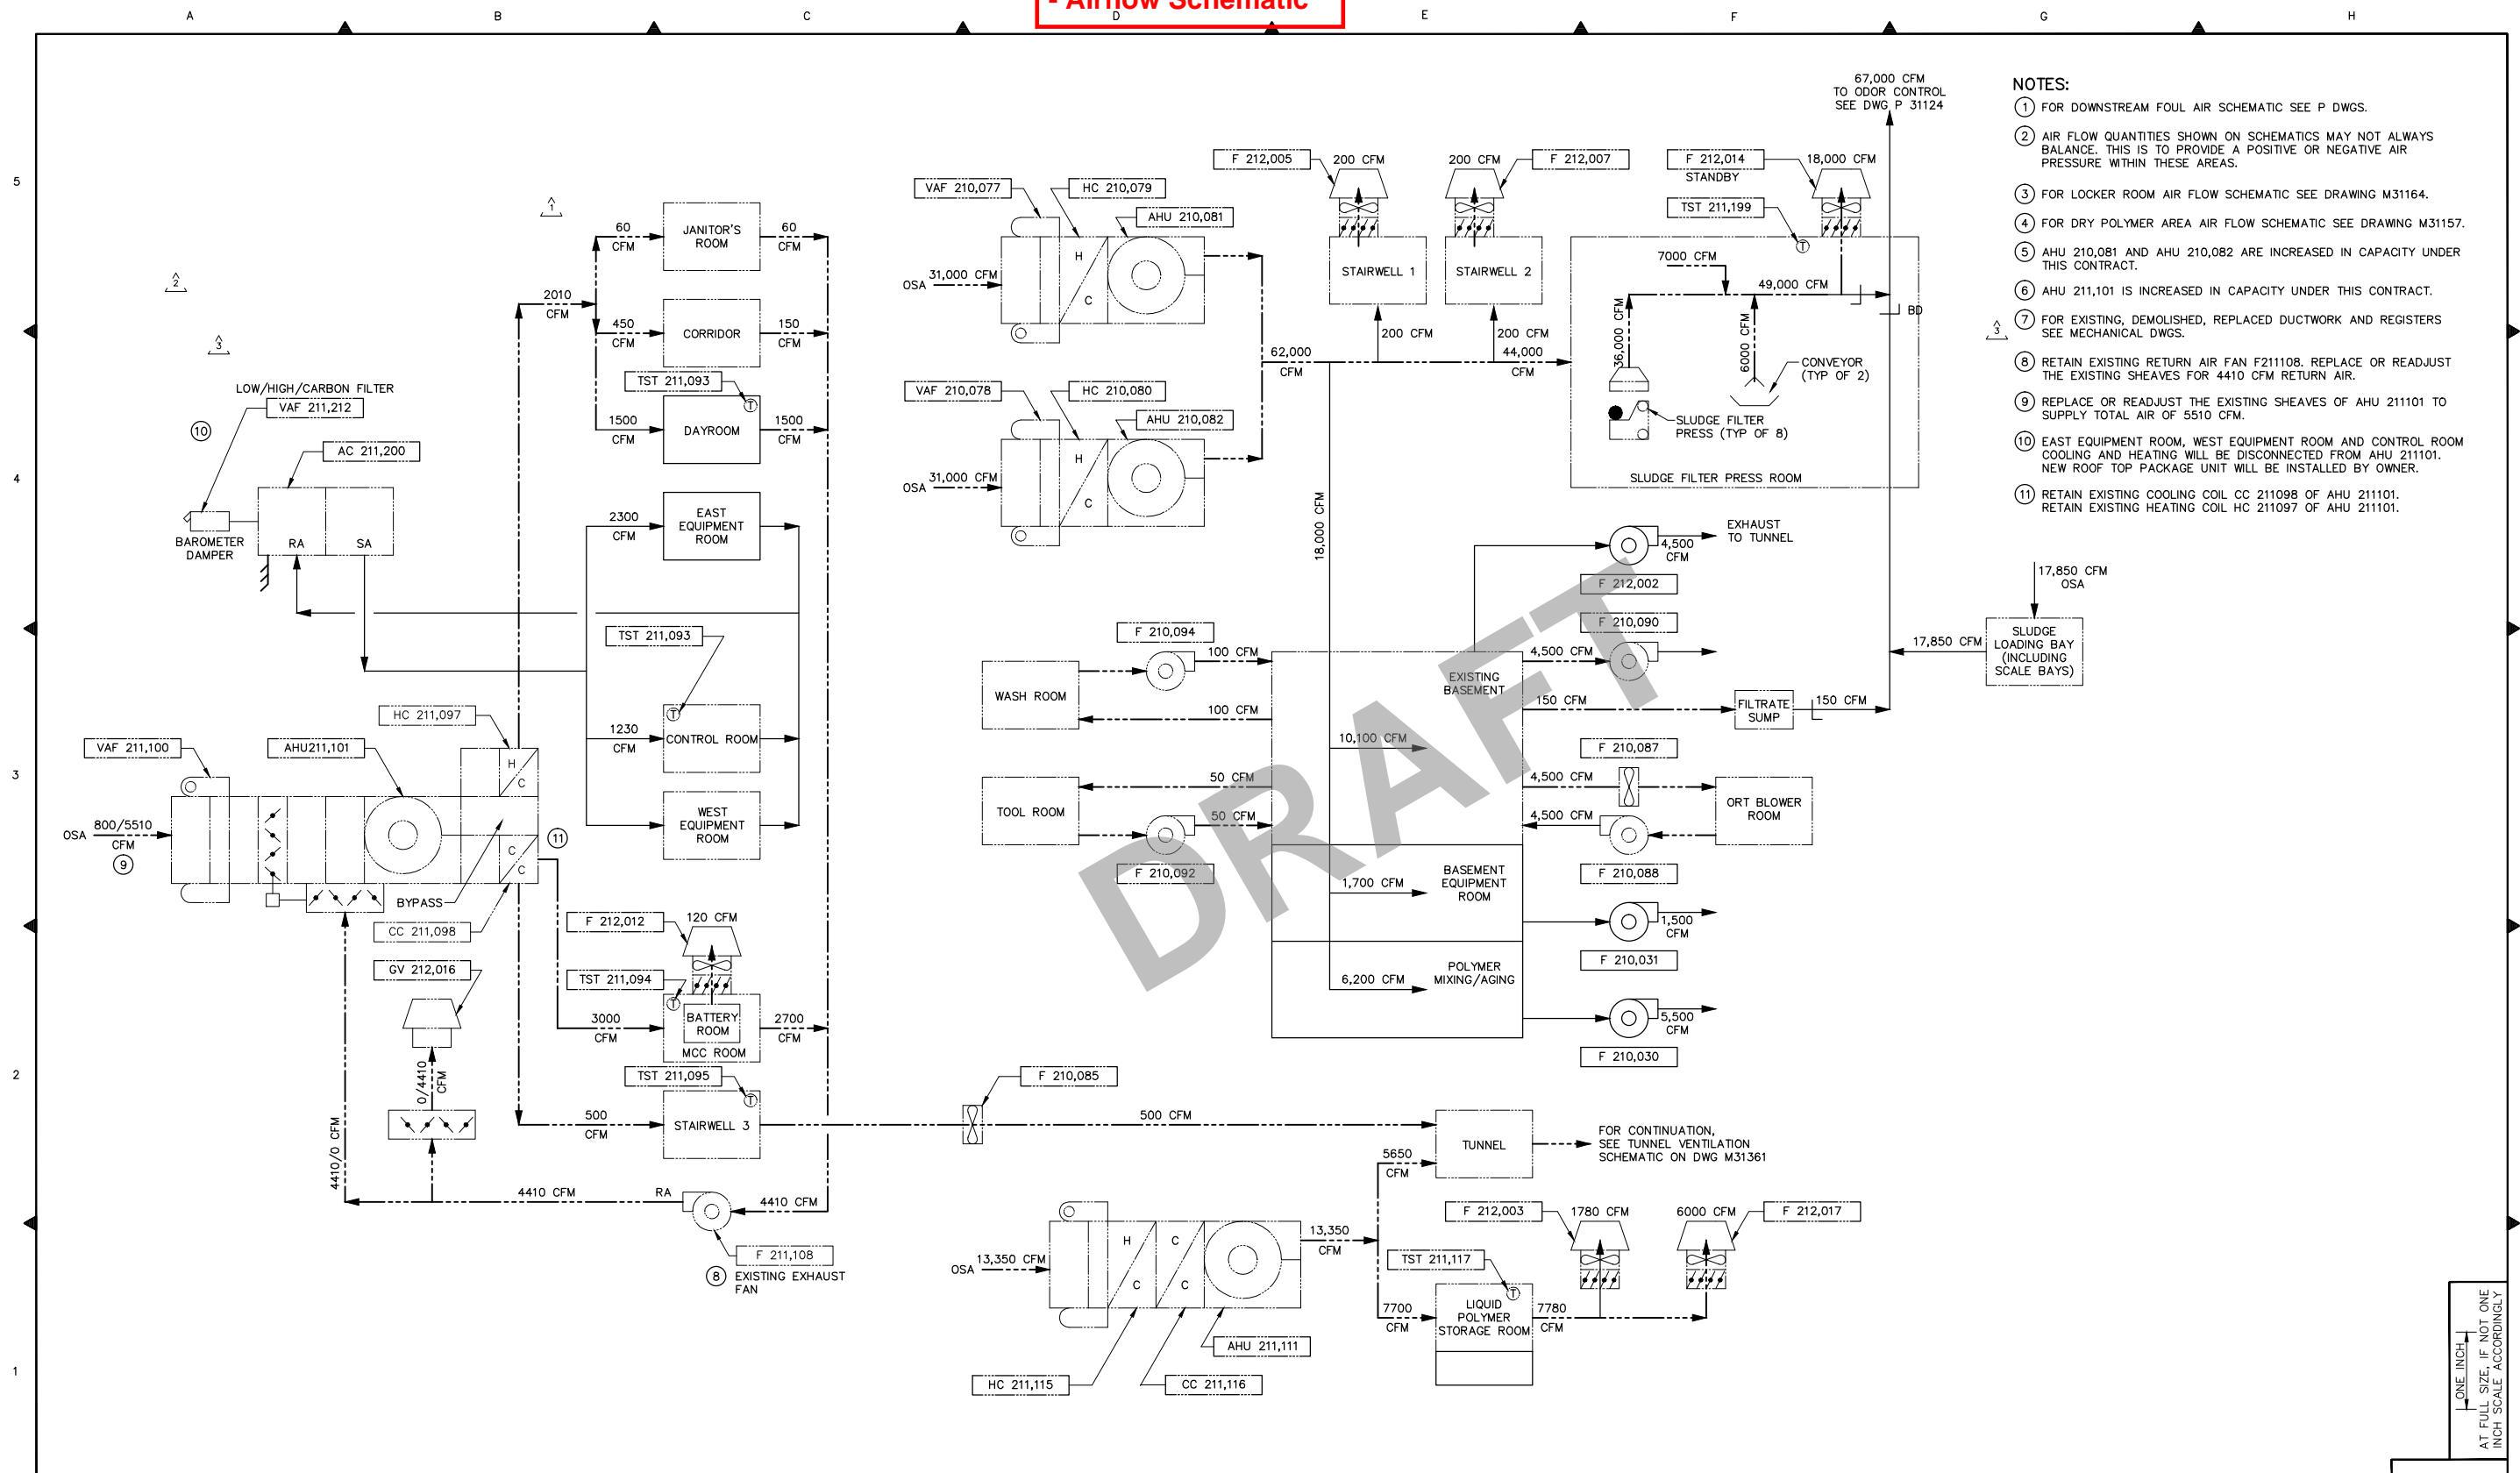 - Airflow Schematic
A
B
C
D
E
F
G
H
5
4
3
2
1
67,000 CFM
TO ODOR CONTROL
SEE DWG P 31124
NOTES:
1 FOR DOWNSTREAM FOUL AIR SCHEMATIC SEE P DWGS.
2 AIR FLOW QUANTITIES SHOWN ON SCHEMATICS MAY NOT ALWAYS
BALANCE. THIS IS TO PROVIDE A POSITIVE OR NEGATIVE AIR
PRESSURE WITHIN THESE AREAS.
3 FOR LOCKER ROOM AIR FLOW SCHEMATIC SEE DRAWING M31164.
4 FOR DRY POLYMER AREA AIR FLOW SCHEMATIC SEE DRAWING M31157.
5 AHU 210,081 AND AHU 210,082 ARE INCREASED IN CAPACITY UNDER
THIS CONTRACT.
6 AHU 211,101 IS INCREASED IN CAPACITY UNDER THIS CONTRACT.
7 FOR EXISTING, DEMOLISHED, REPLACED DUCTWORK AND REGISTERS
SEE MECHANICAL DWGS.
8 RETAIN EXISTING RETURN AIR FAN F211108. REPLACE OR READJUST
THE EXISTING SHEAVES FOR 4410 CFM RETURN AIR.
9 REPLACE OR READJUST THE EXISTING SHEAVES OF AHU 211101 TO
SUPPLY TOTAL AIR OF 5510 CFM.
10 EAST EQUIPMENT ROOM, WEST EQUIPMENT ROOM AND CONTROL ROOM
COOLING AND HEATING WILL BE DISCONNECTED FROM AHU 211101.
NEW ROOF TOP PACKAGE UNIT WILL BE INSTALLED BY OWNER.
11 RETAIN EXISTING COOLING COIL CC 211098 OF AHU 211101.
RETAIN EXISTING HEATING COIL HC 211097 OF AHU 211101.
1
2
3
3
60
CFM
JANITOR'S
ROOM
60
CFM
2010
CFM
450
CFM
CORRIDOR
150
CFM
TST 211,093
T
1500
CFM
DAYROOM
1500
CFM
LOW/HIGH/CARBON FILTER
VAF 211,212
10
AC 211,200
BAROMETER
DAMPER
RA
SA
2300
CFM
EAST
EQUIPMENT
ROOM
TST 211,093
T
1230
CFM
CONTROL ROOM
WEST
EQUIPMENT
ROOM
HC 211,097
VAF 211,100
AHU211,101
H
C
OSA
800/5510
CFM
9
C
C
11
BYPASS
CC 211,098
GV 212,016
F 212,012
120 CFM
TST 211,094
T
3000
CFM
BATTERY
ROOM
MCC ROOM
2700
CFM
TST 211,095
T
0/4410
CFM
4410/0 CFM
500
CFM
STAIRWELL 3
4410 CFM
RA
4410 CFM
F 211,108
8 EXISTING EXHAUST
FAN
VAF 210,077
HC 210,079
AHU 210,081
OSA
31,000 CFM
H
C
VAF 210,078
HC 210,080
AHU 210,082
OSA
31,000 CFM
H
C
62,000
CFM
F 212,005
200 CFM
200 CFM
F 212,007
STAIRWELL 1
STAIRWELL 2
200 CFM
200 CFM
44,000
CFM
F 212,014
STANDBY
18,000 CFM
TST 211,199
T
7000 CFM
49,000 CFM
BD
36,000 CFM
6000 CFM
CONVEYOR
(TYP OF 2)
SLUDGE FILTER
PRESS (TYP OF 8)
SLUDGE FILTER PRESS ROOM
18,000 CFM
EXHAUST
TO TUNNEL
4,500
CFM
F 212,002
F 210,090
4,500 CFM
17,850 CFM
OSA
17,850 CFM
SLUDGE
LOADING BAY
(INCLUDING
SCALE BAYS)
F 210,094
100 CFM
WASH ROOM
100 CFM
EXISTING
BASEMENT
150 CFM
FILTRATE
SUMP
150 CFM
10,100 CFM
F 210,087
50 CFM
TOOL ROOM
50 CFM
F 210,092
4,500 CFM
ORT BLOWER
ROOM
4,500 CFM
F 210,088
1,700 CFM
BASEMENT
EQUIPMENT
ROOM
1,500
CFM
F 210,031
6,200 CFM
POLYMER
MIXING/AGING
5,500
CFM
F 210,030
DRAFT
F 210,085
500 CFM
TUNNEL
FOR CONTINUATION,
SEE TUNNEL VENTILATION
SCHEMATIC ON DWG M31361
5650
CFM
F 212,003
1780 CFM
6000 CFM
F 212,017
OSA
13,350 CFM
H
C
C
C
13,350
CFM
TST 211,117
T
7700
CFM
LIQUID
POLYMER
STORAGE ROOM
7780
CFM
AHU 211,111
HC 211,115
CC 211,116
ONE INCH
AT FULL SIZE, IF NOT ONE
INCH SCALE ACCORDINGLY